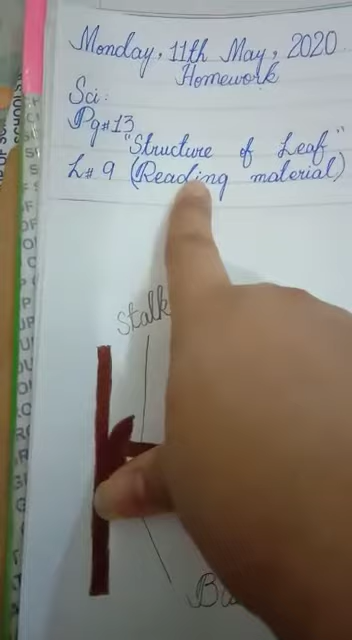 Monday, 11th May, 2020.
Homework
Sci:
Pg#13
"Structure of Leaf"
L# 9 (Reading material)
Stalk